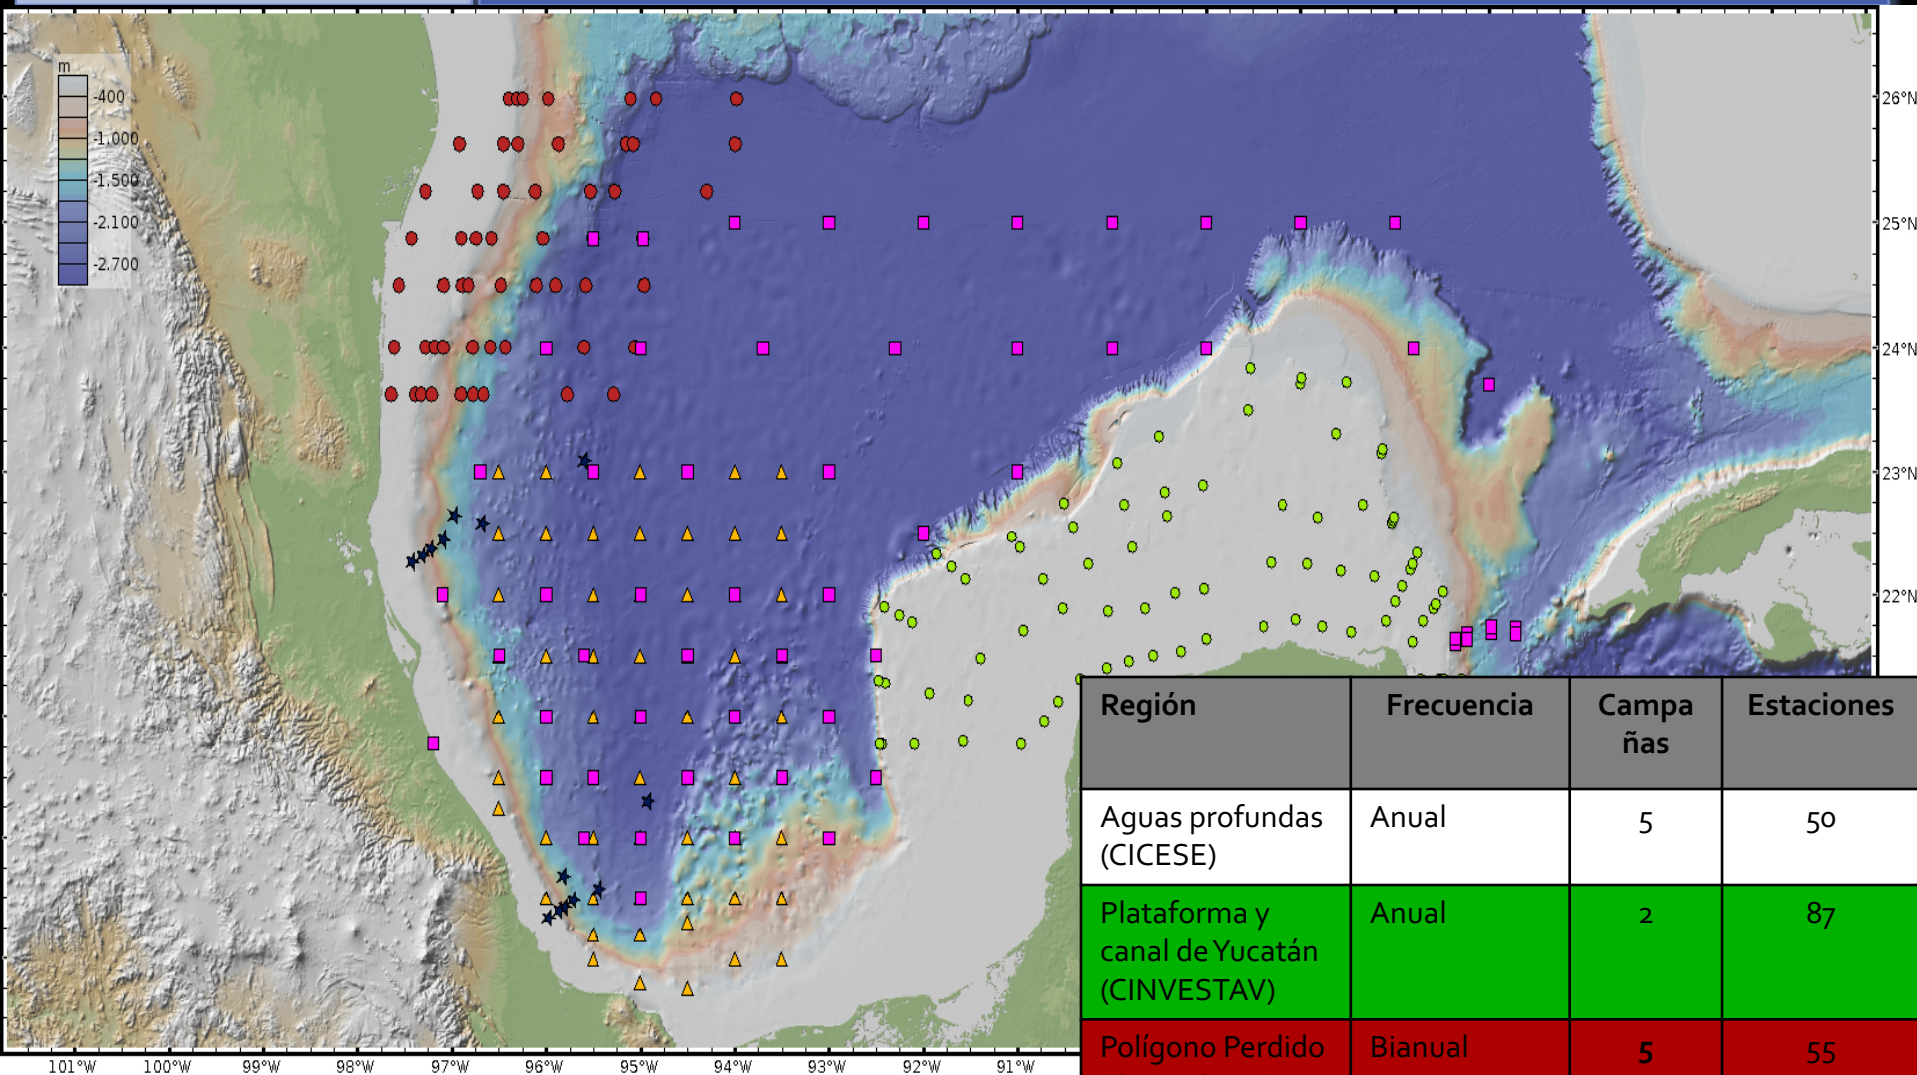 m
-400
-1.000
-1.500
-2.100
-2.700
26°N
25°N
24°N
23°N
22°N
101°W 100°W 99°W 98°W 97°W 96°W 95°W 94°W 93°W 92°W 91°W
Región Frecuencia Campa Estaciones
ñas
Aguas profundas Anual 5 50
(CICESE)
Plataforma y Anual 2 87
canal de Yucatán
(CINVESTAV)
Polígono Perdido Bianual 5 55